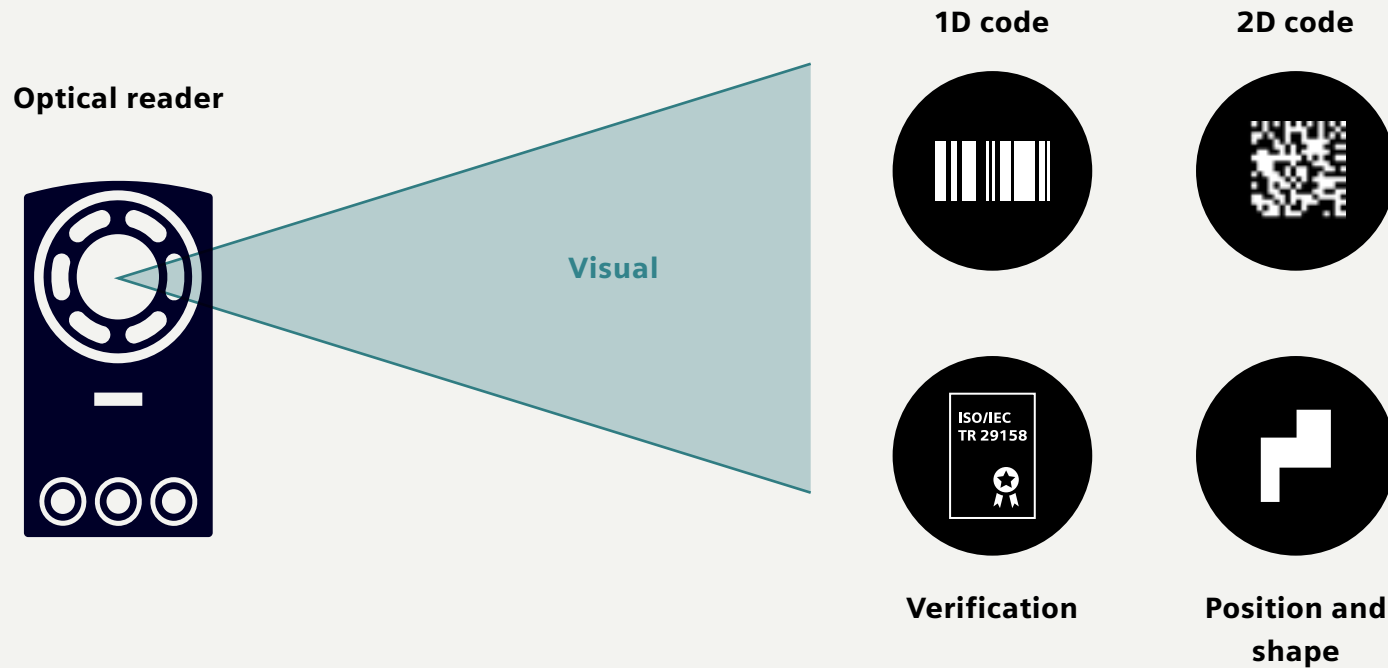 1D code
2D code
Optical reader
Visual
ISO/IEC
TR 29158
Verification
Position and
shape